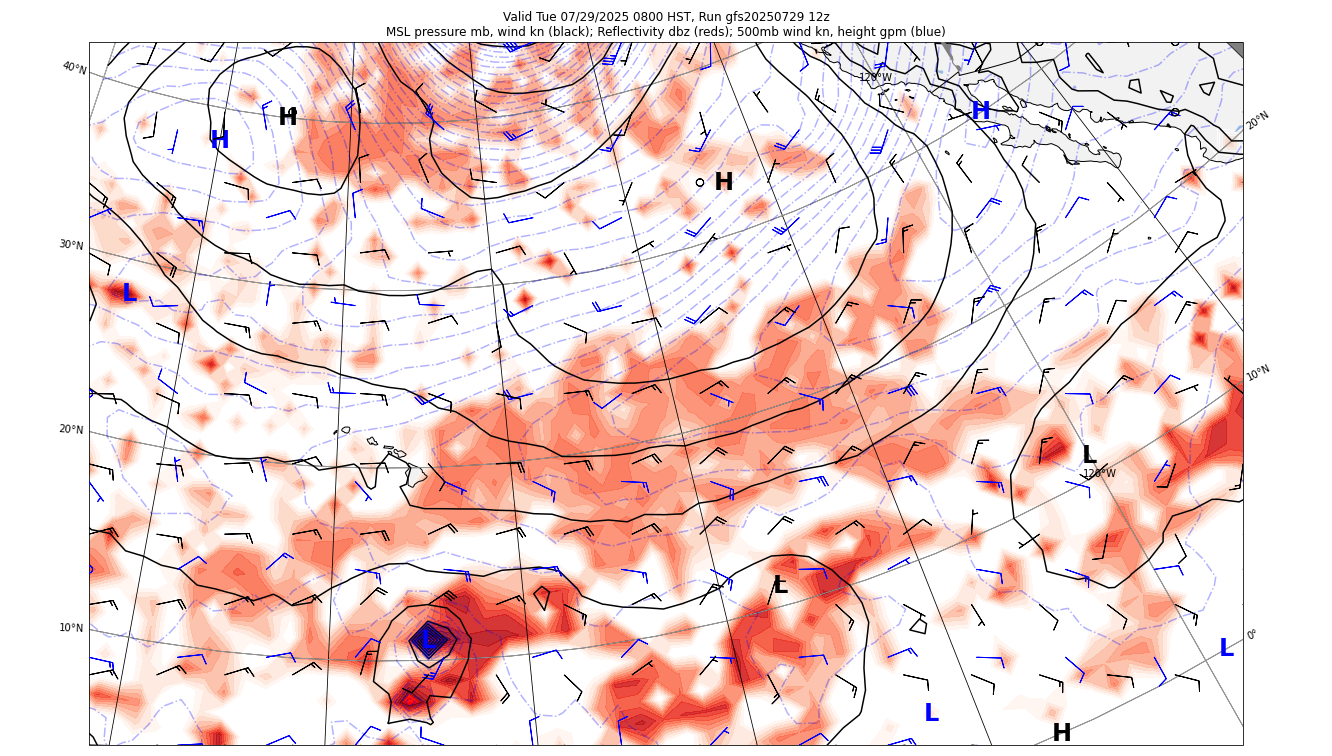 Valid Tue 07/29/2025 0800 HST, Run gfs20250729 12z
MSL pressure mb, wind kn (black); Reflectivity dbz (reds); 500mb wind kn, height gpm (blue)
40°N
120°W
H
H
H
20°N
H
30°N
L
10°N
20°N
L
120°W
L
10°N
L
0°
L
L
H